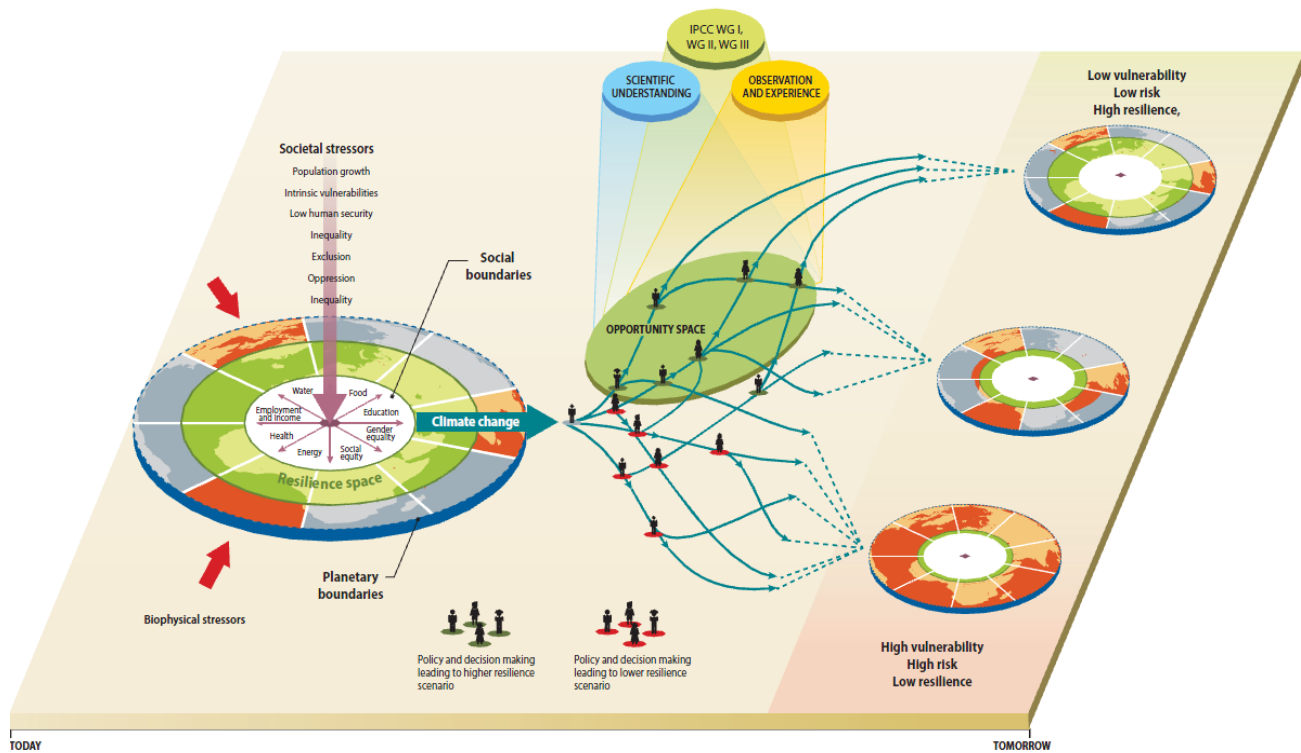 IPCC WG I,
WG II, WG III
SCIENTIFIC
UNDERSTANDING
OBSERVATION
AND EXPERIENCE
Low vulnerability
Low risk
High resilience,
Societal stressors
Population growth
Intrinsic vulnerabilities
Low human security
Inequality
Exclusion
Oppression
Inequality
Social
boundaries
OPPORTUNITY SPACE
Water
Food
Employment
and Income
Education
Gender
equality
Health
Energy
Social
equity
Resilience space
Climate change
Planetary
boundaries
Biophysical stressors
Policy and decision making
leading to higher resilience
scenario
Policy and decision making
leading to lower resilience
scenario
High vulnerability
High risk
Low resilience
TODAY
TOMORROW